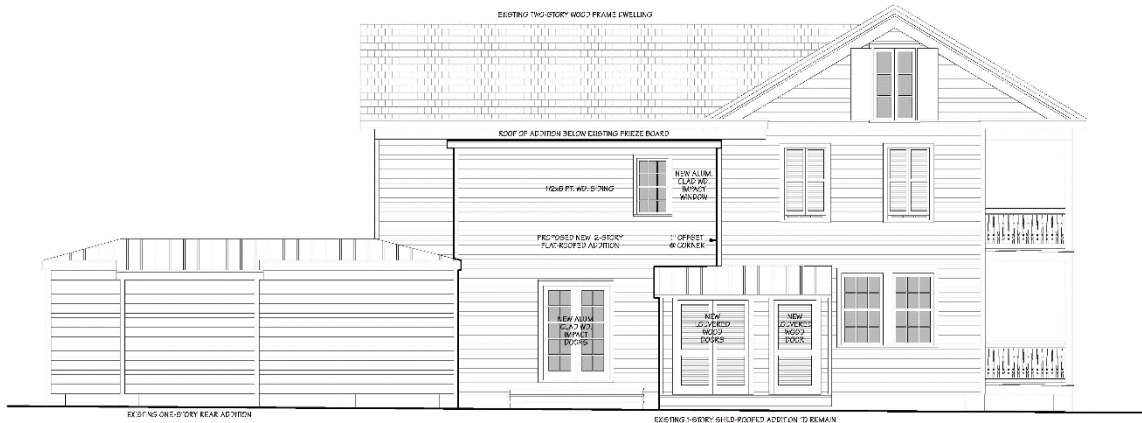 EXISTING TWO-STORY WOOD FRAME DWELLING
ROOF OF ADDITION BELOW EXISTING FRIEZE BOARD
1/2x6 P.T. WD. SIDING
NEW ALUM.
CLAD WD.
IMPACT
WINDOW
PROPOSED NEW 2-STORY
FLAT-ROOFED ADDITION
1" OFFSET
@ CORNER
NEW ALUM.
CLAD WD.
IMPACT
DOORS
NEW
LOUVERED
WOOD
DOORS
NEW
LOUVERED
WOOD
DOOR
EXISTING ONE-STORY REAR ADDITION
EXISTING 1-STORY SHED-ROOFED ADDITION TO REMAIN